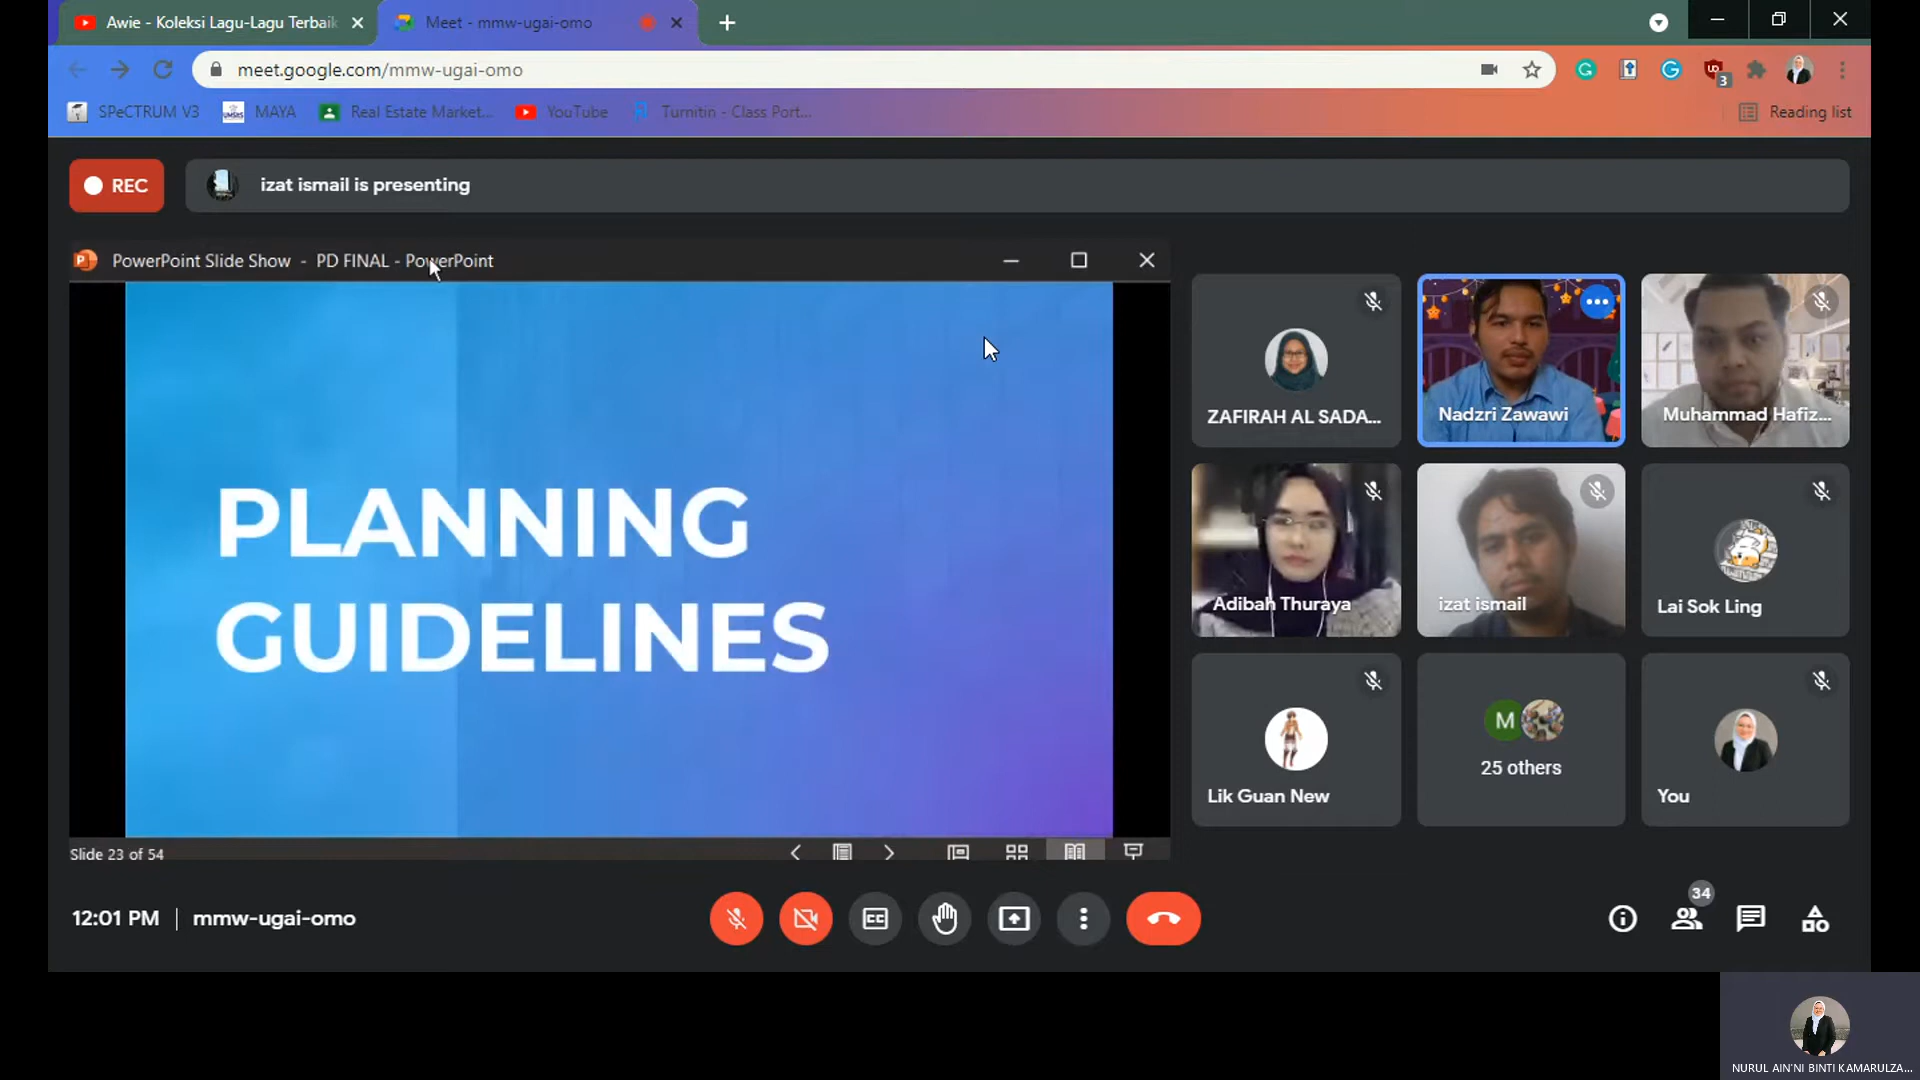 Awie - Koleksi Lagu-Lagu Terbaik
Meet - mmw-ugai-omo
meet.google.com/mmw-ugai-omo
3
SPeCTRUM V3
MAYA
Real Estate Market...
YouTube
Turnitin - Class Port...
Reading list
REC
izat ismail is presenting
PowerPoint Slide Show - PD FINAL - PowerPoint
PLANNING
GUIDELINES
Slide 23 of 54
ZAFIRAH AL SADA...
Nadzri Zawawi
Muhammad Hafiz...
Adibah Thuraya
izat ismail
Lai Sok Ling
Lik Guan New
M
25 others
You
12:01 PM | mmw-ugai-omo
CC
34
NURUL AIN'NI BINTI KAMARULZA...